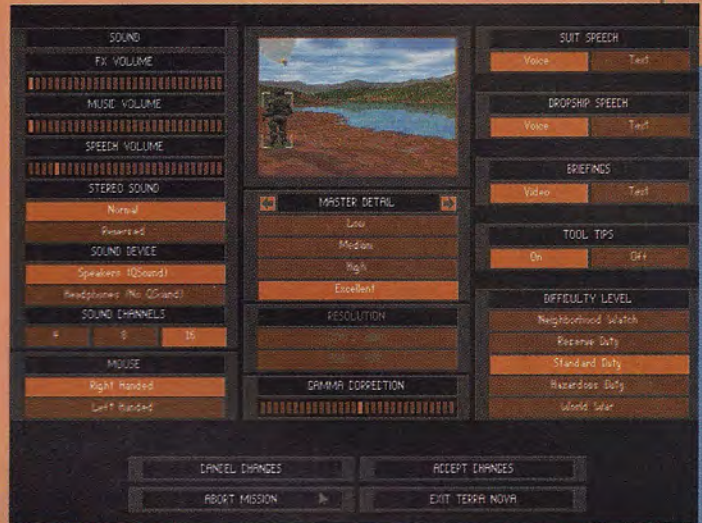 SOUND
FX VOLUME
MUSIC VOLUME
SPEECH VOLUME
STEREO SOUND
Normal
Reversed
SOUND DEVICE
Speakers (QSound)
Headphones (No QSound)
SOUND CHANNELS
4 8 16
MOUSE
Right Handed
Left Handed
MASTER DETAIL
Low
Medium
High
Excellent
RESOLUTION
GAMMA CORRECTION
SUIT SPEECH
Voice Text
DROPSHIP SPEECH
Voice Text
BRIEFINGS
Video Text
TOOL TIPS
On Off
DIFFICULTY LEVEL
Neighborhood Watch
Reserve Duty
Standard Duty
Hazardous Duty
World War
CANCEL CHANGES ACCEPT CHANGES
ABORT MISSION EXIT TERRA NOVA